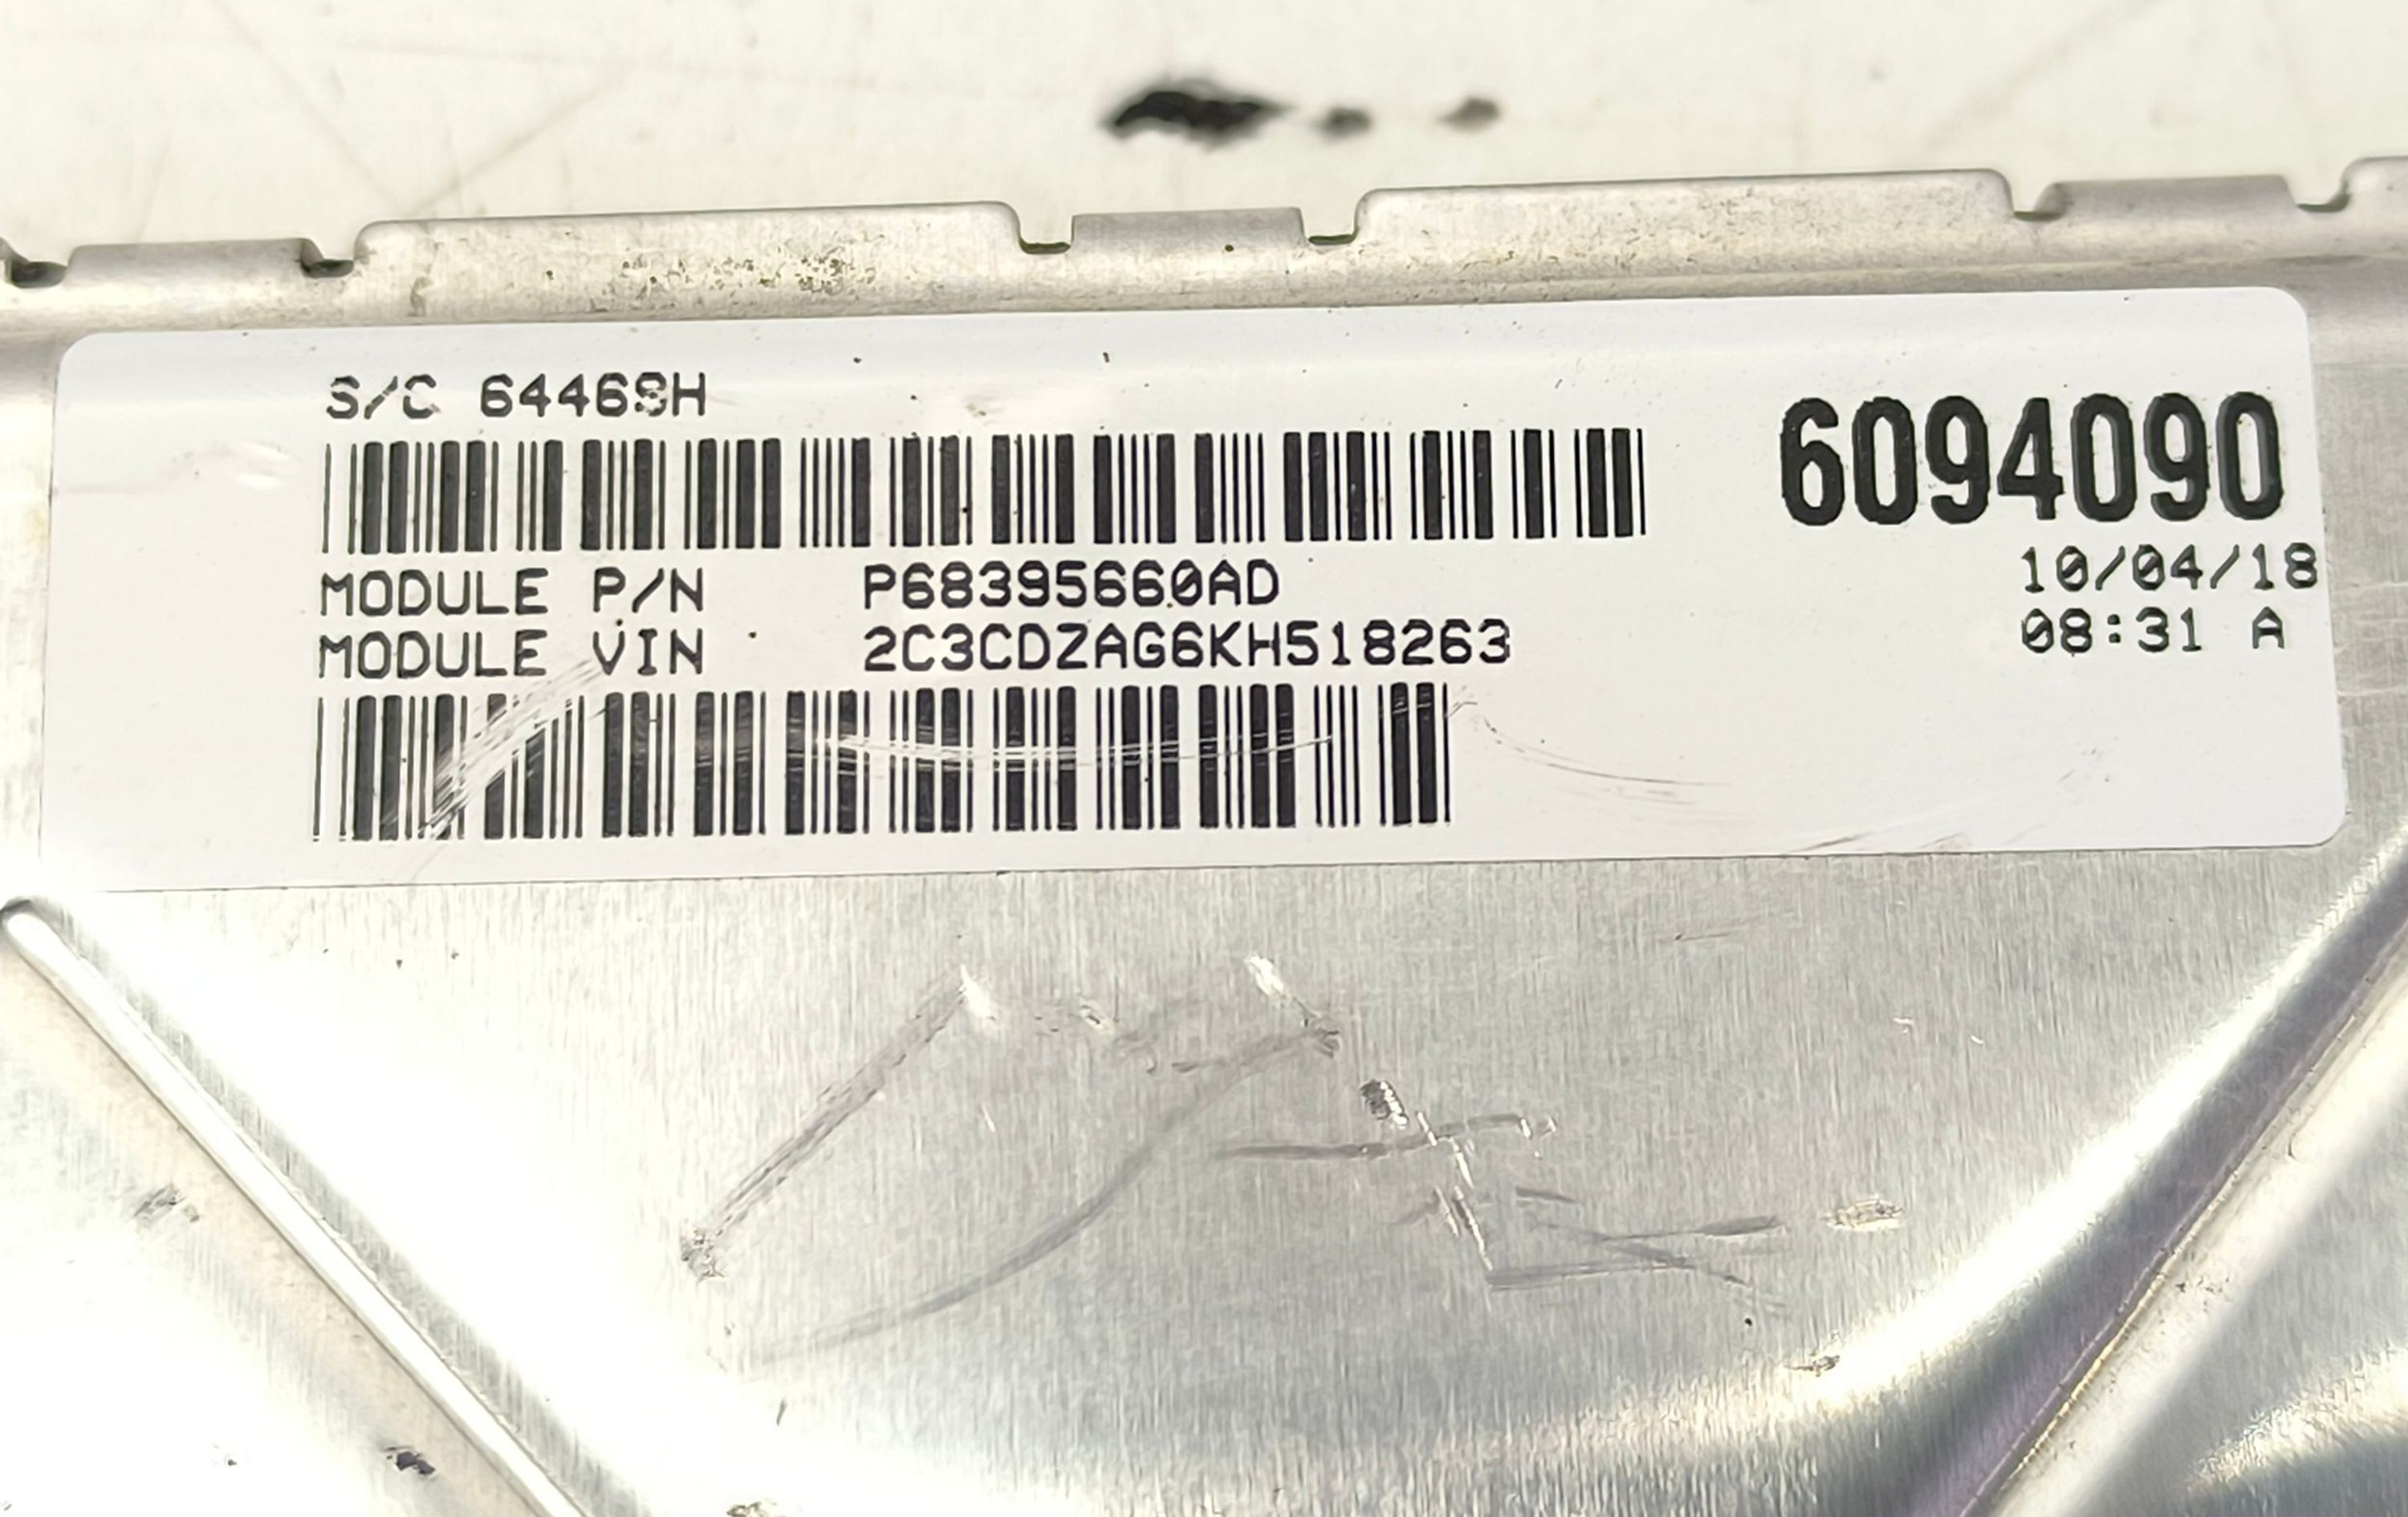 S/C 64469H
6094090
10/04/18
08:31 A
MODULE P/N P68395660AD
MODULE VIN 2C3CDZAG6KH518263